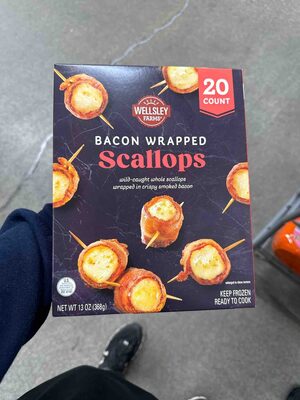 WELLSLEY
FARMS
20
COUNT
BACON WRAPPED
Scallops
wild-caught whole scallops
wrapped in crispy smoked bacon
KEEP FROZEN
READY TO COOK
NET WT 13 OZ (368g)